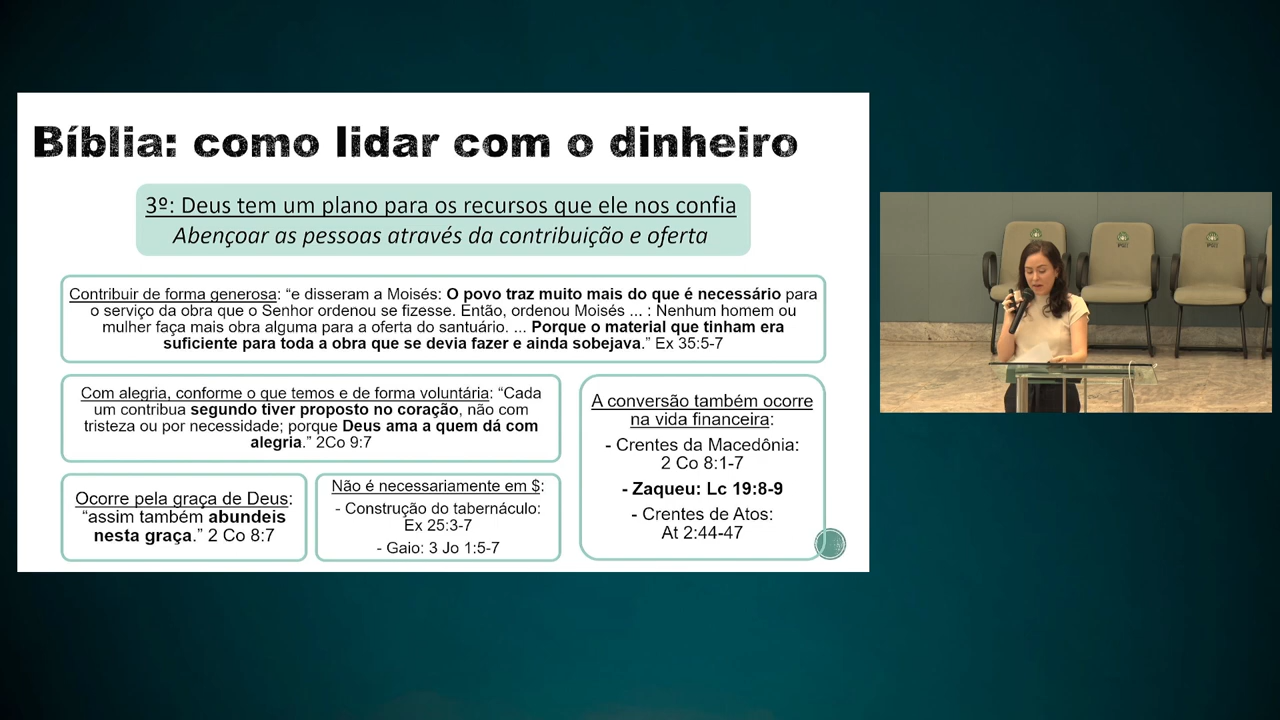 Bíblia: como lidar com o dinheiro
3º: Deus tem um plano para os recursos que ele nos confia
Abençoar as pessoas através da contribuição e oferta
Contribuir de forma generosa: “e disseram a Moisés: O povo traz muito mais do que é necessário para
o serviço da obra que o Senhor ordenou se fizesse. Então, ordenou Moisés ... : Nenhum homem ou
mulher faça mais obra alguma para a oferta do santuário. ... Porque o material que tinham era
suficiente para toda a obra que se devia fazer e ainda sobejava.” Ex 35:5-7
Com alegria, conforme o que temos e de forma voluntária: “Cada
um contribua segundo tiver proposto no coração, não com
tristeza ou por necessidade; porque Deus ama a quem dá com
alegria.” 2Co 9:7
Ocorre pela graça de Deus:
“assim também abundeis
nesta graça.” 2 Co 8:7
Não é necessariamente em $:
- Construção do tabernáculo:
Ex 25:3-7
- Gaio: 3 Jo 1:5-7
A conversão também ocorre
na vida financeira:
- Crentes da Macedônia:
2 Co 8:1-7
- Zaqueu: Lc 19:8-9
- Crentes de Atos:
At 2:44-47